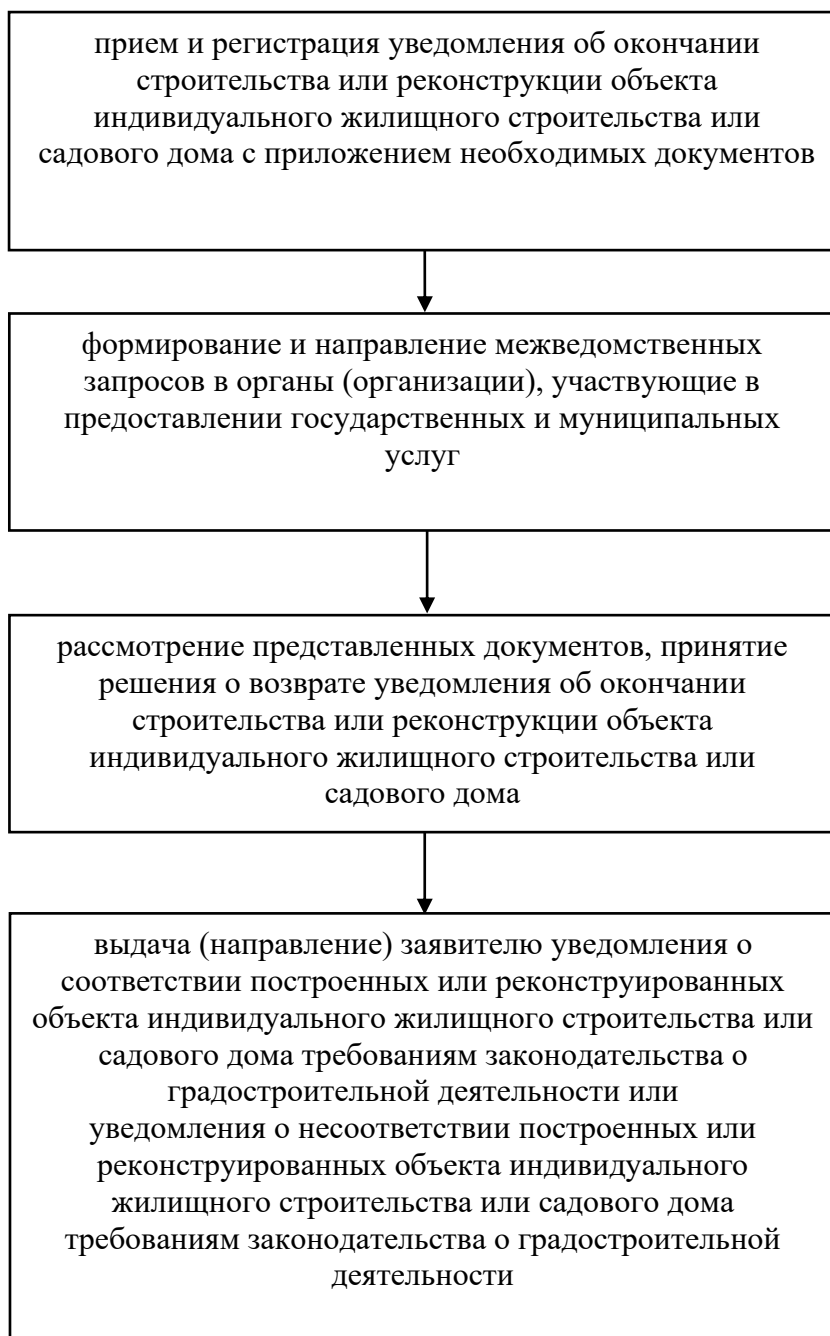 прием и регистрация уведомления об окончании
строительства или реконструкции объекта
индивидуального жилищного строительства или
садового дома с приложением необходимых документов
формирование и направление межведомственных
запросов в органы (организации), участвующие в
предоставлении государственных и муниципальных
услуг
рассмотрение представленных документов, принятие
решения о возврате уведомления об окончании
строительства или реконструкции объекта
индивидуального жилищного строительства или
садового дома
выдача (направление) заявителю уведомления о
соответствии построенных или реконструированных
объекта индивидуального жилищного строительства или
садового дома требованиям законодательства о
градостроительной деятельности или
уведомления о несоответствии построенных или
реконструированных объекта индивидуального
жилищного строительства или садового дома
требованиям законодательства о градостроительной
деятельности